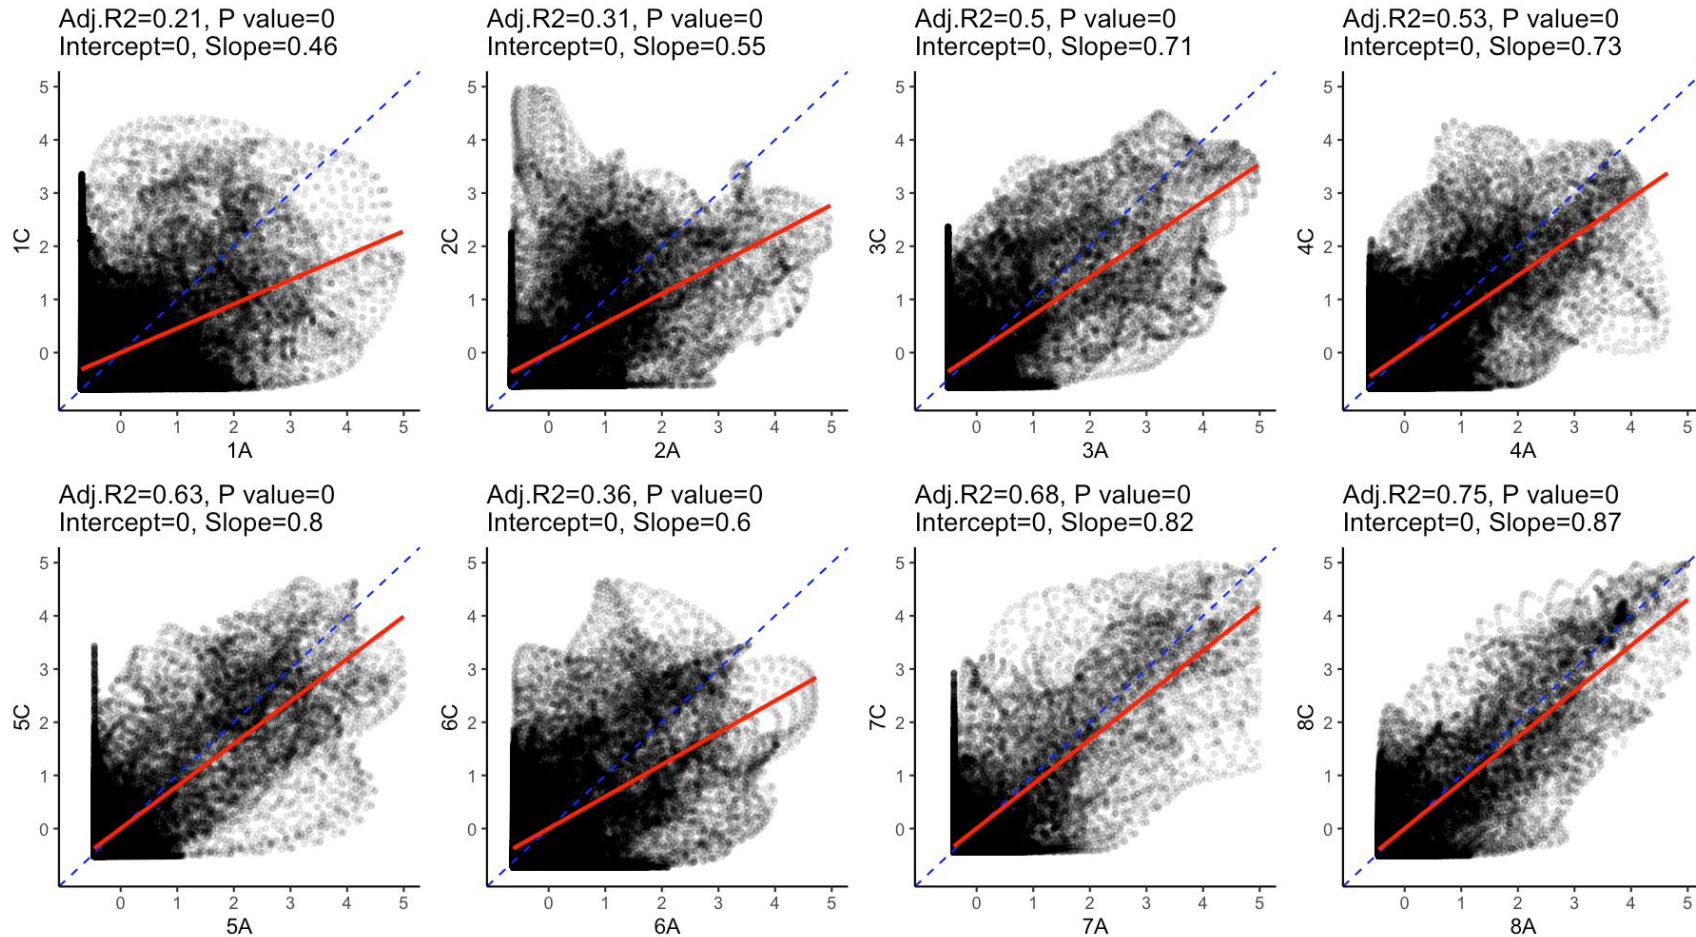 Adj.R2=0.21, P value=0
Intercept=0, Slope=0.46
5
4
3
2
1
0
1C
0 1 2 3 4 5
1A
Adj.R2=0.31, P value=0
Intercept=0, Slope=0.55
5
4
3
2
1
0
2C
0 1 2 3 4 5
2A
Adj.R2=0.5, P value=0
Intercept=0, Slope=0.71
5
4
3
2
1
0
3C
0 1 2 3 4 5
3A
Adj.R2=0.53, P value=0
Intercept=0, Slope=0.73
5
4
3
2
1
0
4C
0 1 2 3 4 5
4A
Adj.R2=0.63, P value=0
Intercept=0, Slope=0.8
5
4
3
2
1
0
5C
0 1 2 3 4 5
5A
Adj.R2=0.36, P value=0
Intercept=0, Slope=0.6
5
4
3
2
1
0
6C
0 1 2 3 4 5
6A
Adj.R2=0.68, P value=0
Intercept=0, Slope=0.82
5
4
3
2
1
0
7C
0 1 2 3 4 5
7A
Adj.R2=0.75, P value=0
Intercept=0, Slope=0.87
5
4
3
2
1
0
8C
0 1 2 3 4 5
8A